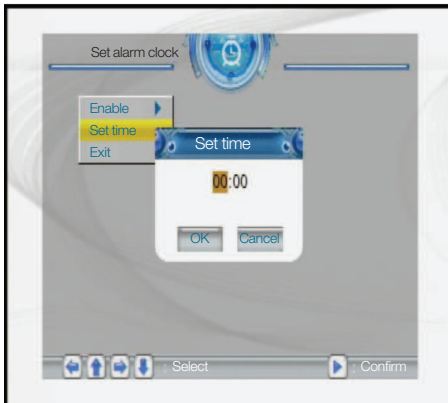 Set alarm clock
Enable
Set time
Exit
Set time
00:00
OK Cancel
: Select : Confirm